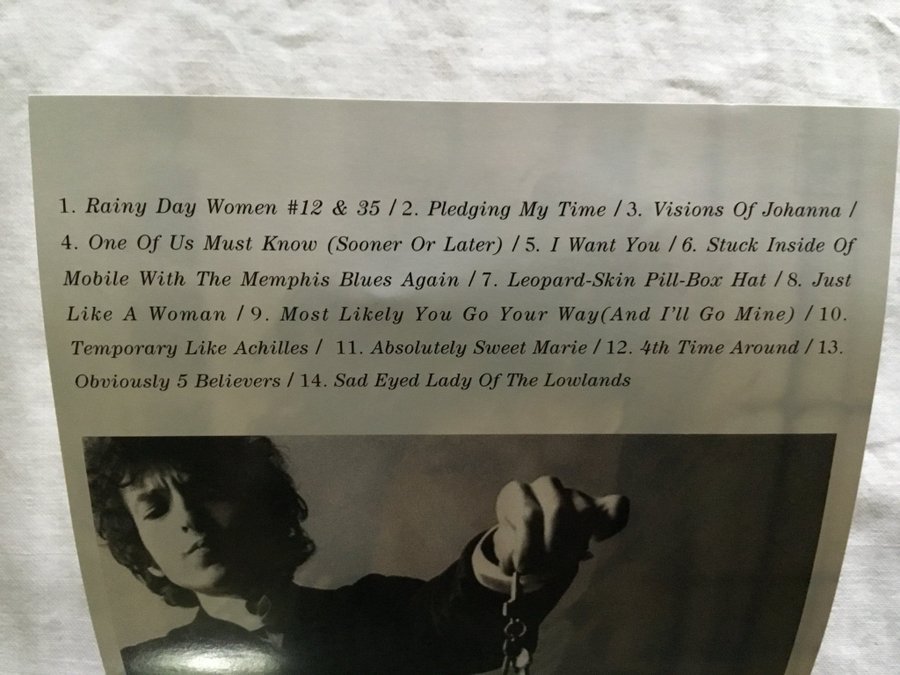 1. Rainy Day Women #12 & 35 / 2. Pledging My Time / 3. Visions Of Johanna /
4. One Of Us Must Know (Sooner Or Later) / 5. I Want You / 6. Stuck Inside Of
Mobile With The Memphis Blues Again / 7. Leopard-Skin Pill-Box Hat / 8. Just
Like A Woman / 9. Most Likely You Go Your Way(And I'll Go Mine) / 10.
Temporary Like Achilles / 11. Absolutely Sweet Marie / 12. 4th Time Around / 13.
Obviously 5 Believers / 14. Sad Eyed Lady Of The Lowlands